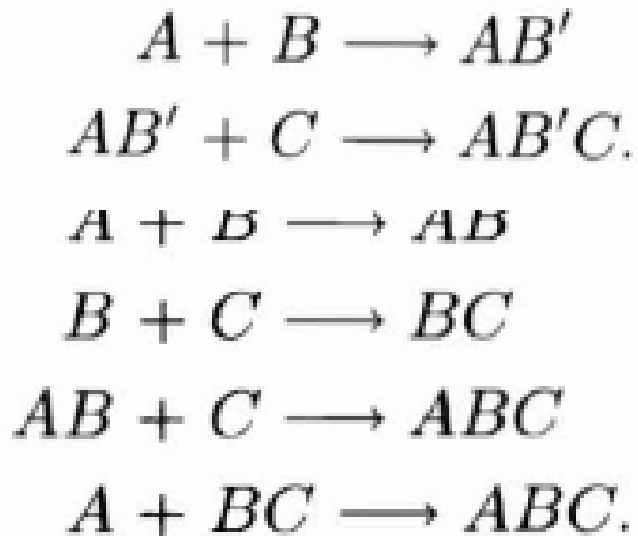 A + B ⟶ AB′
AB′ + C ⟶ AB′C.
A + B ⟶ AB
B + C ⟶ BC
AB + C ⟶ ABC
A + BC ⟶ ABC.